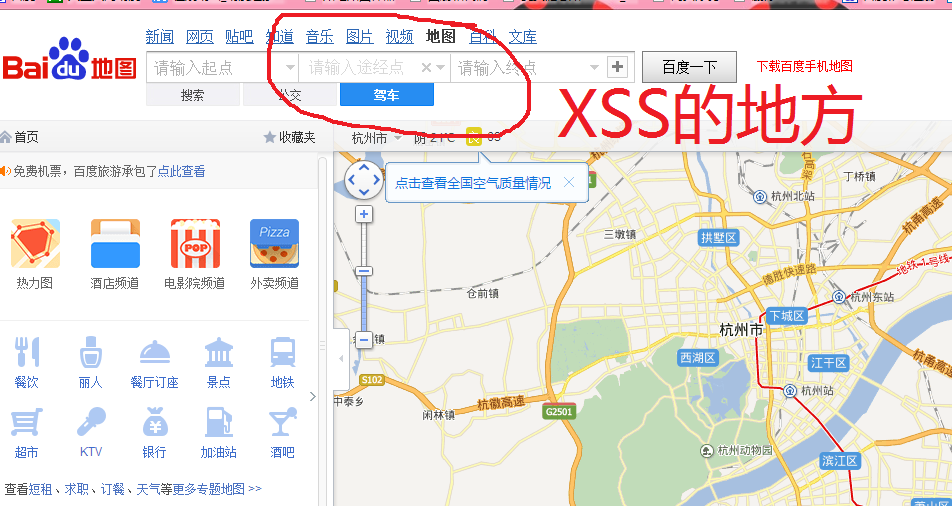 新闻 网页 贴吧 知道 音乐 图片 视频 地图 百科 文库
Bai du 地图
请输入起点 请输入途经点 请输入终点 百度一下 下载百度手机地图
搜索 公交 驾车
XSS的地方
首页 收藏夹
杭州市 阴 良
免费机票，百度旅游承包了点此查看
点击查看全国空气质量情况
Pizza
POP
热力图 酒店频道 电影院频道 外卖频道
餐饮 丽人 餐厅订座 景点 地铁
超市 KTV 银行 加油站 酒吧
查看短租、求职、订餐、天气等更多专题地图 >>
丁桥镇
杭州北站
杭甬高速
三墩镇
拱墅区
地铁 1号线
德胜快速路
仓前镇
杭州东站
下城区
杭州市
西湖区
江干区
杭甬高速
S102
杭州站
中泰乡
杭徽高速
闲林镇
G2501
杭州动物园
滨江区